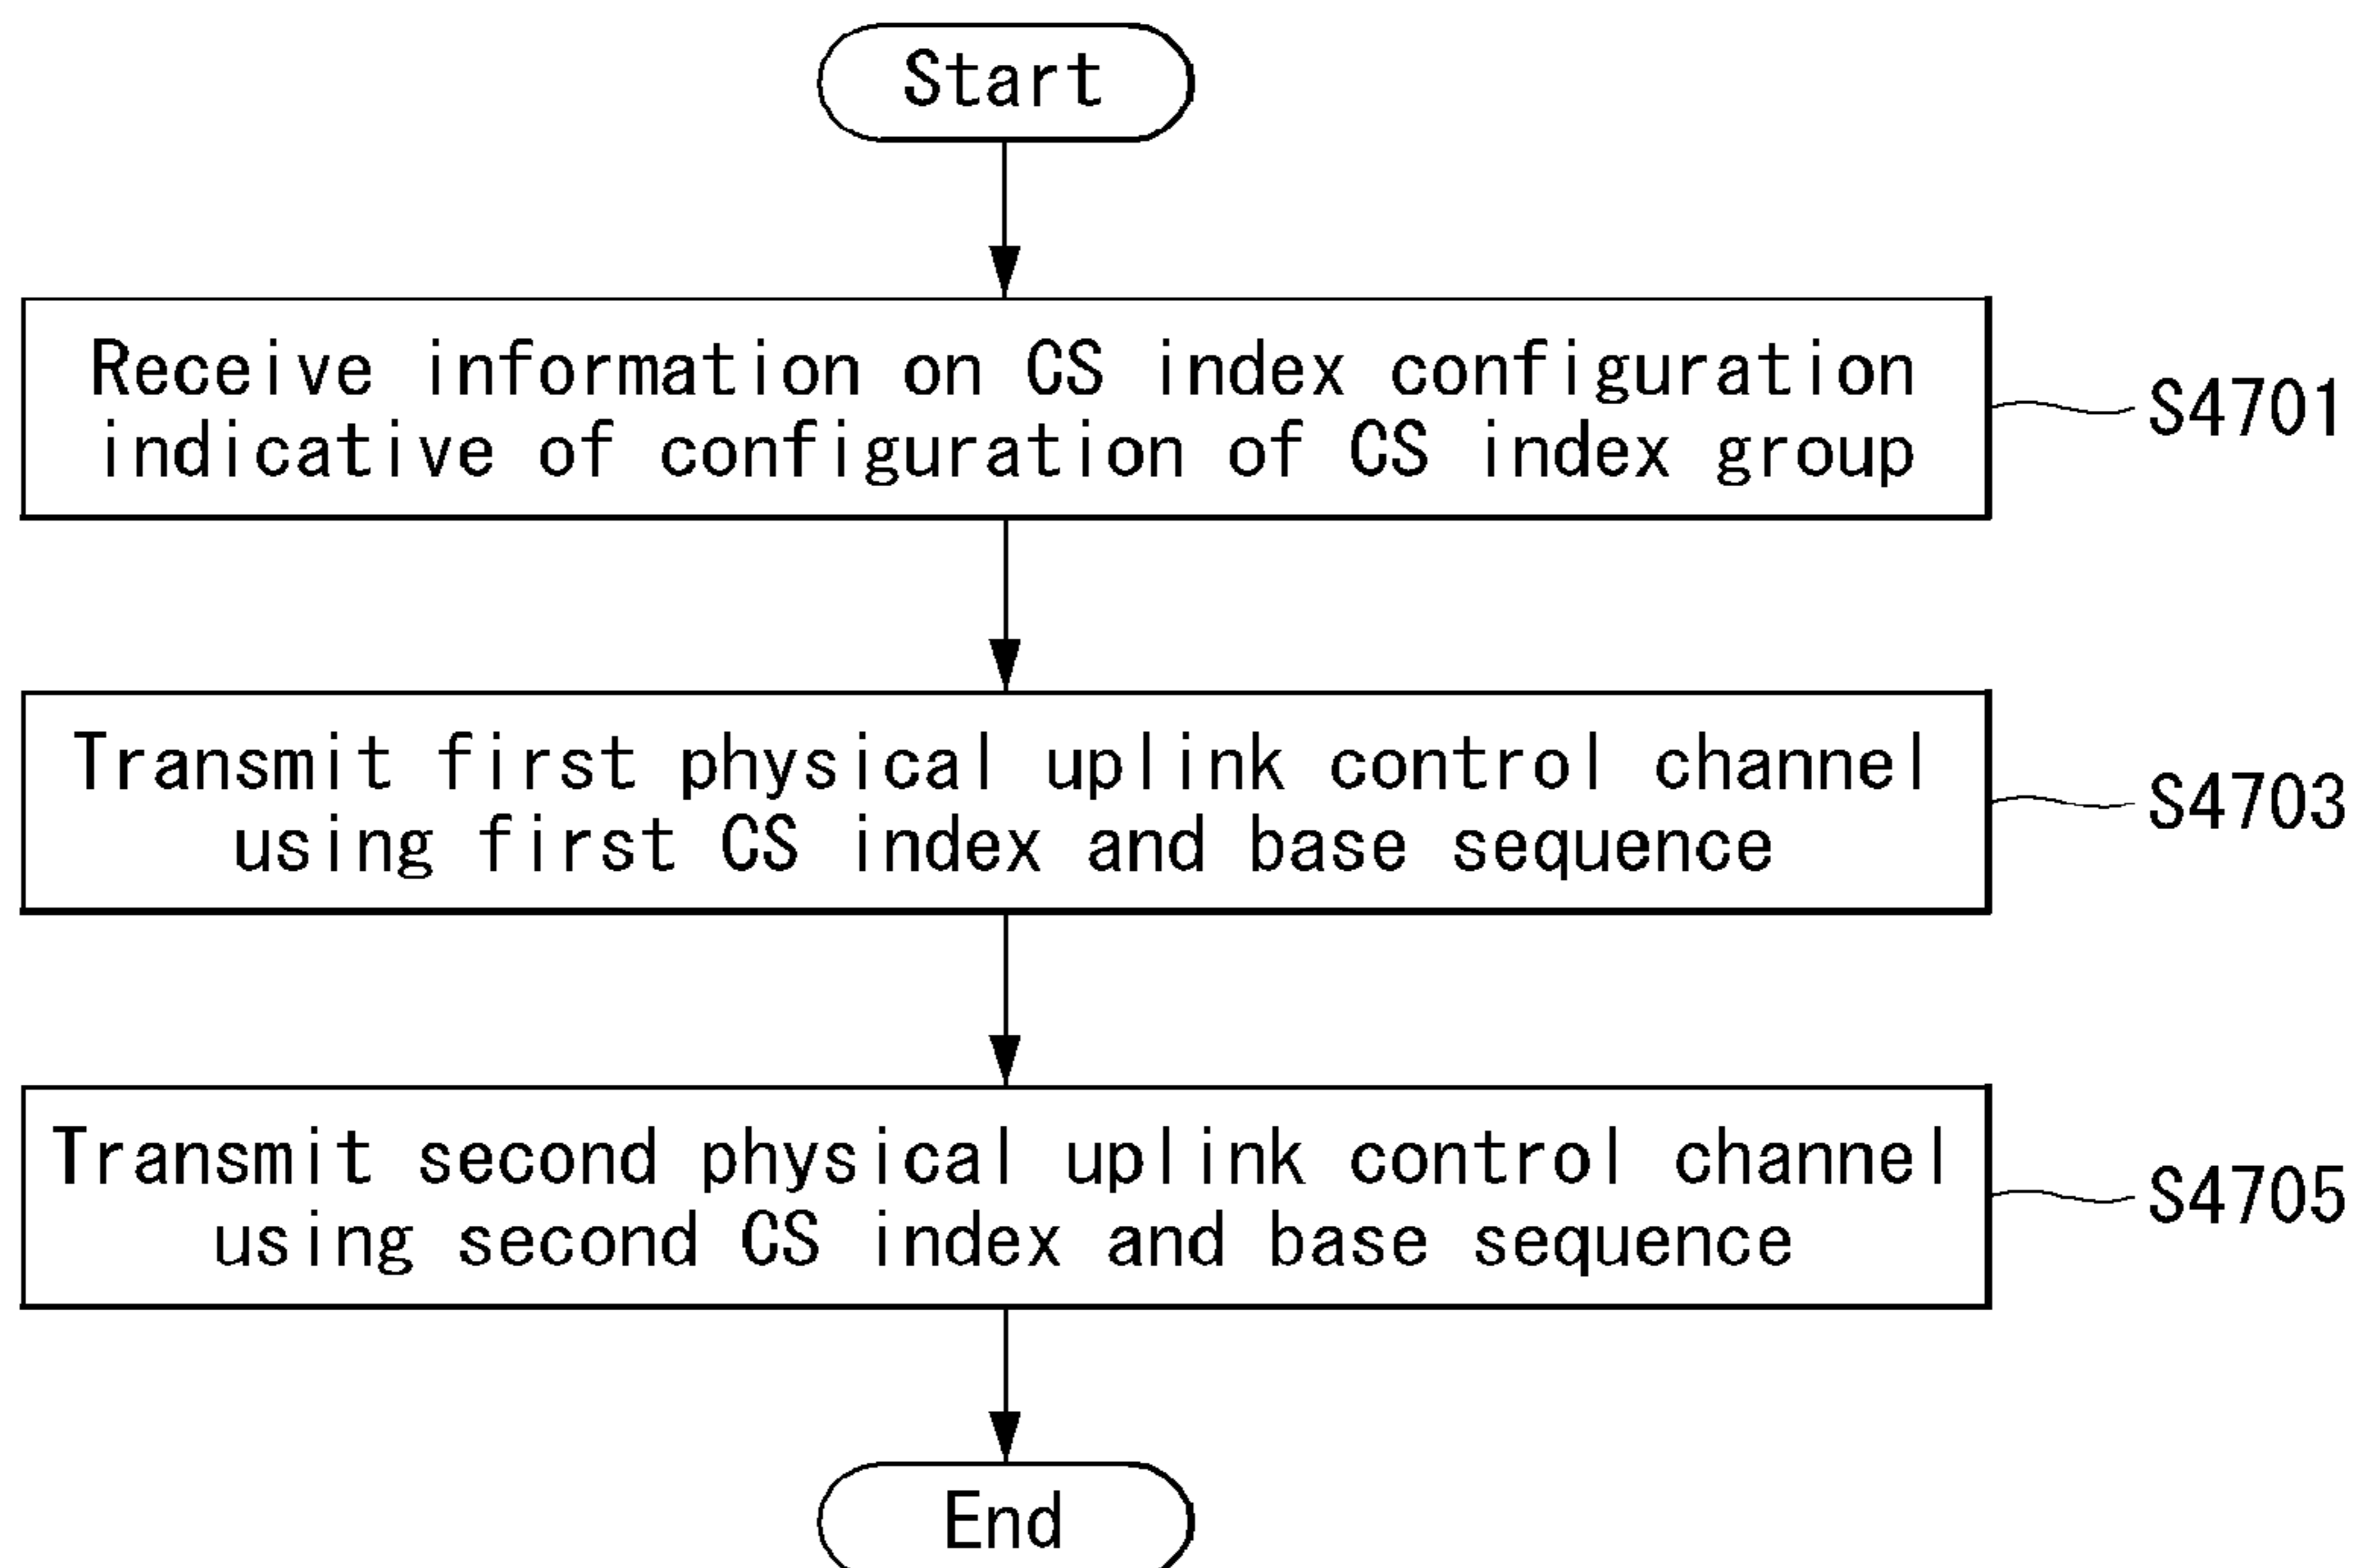 Start
Receive information on CS index configuration
indicative of configuration of CS index group
S4701
Transmit first physical uplink control channel
using first CS index and base sequence
S4703
Transmit second physical uplink control channel
using second CS index and base sequence
S4705
End